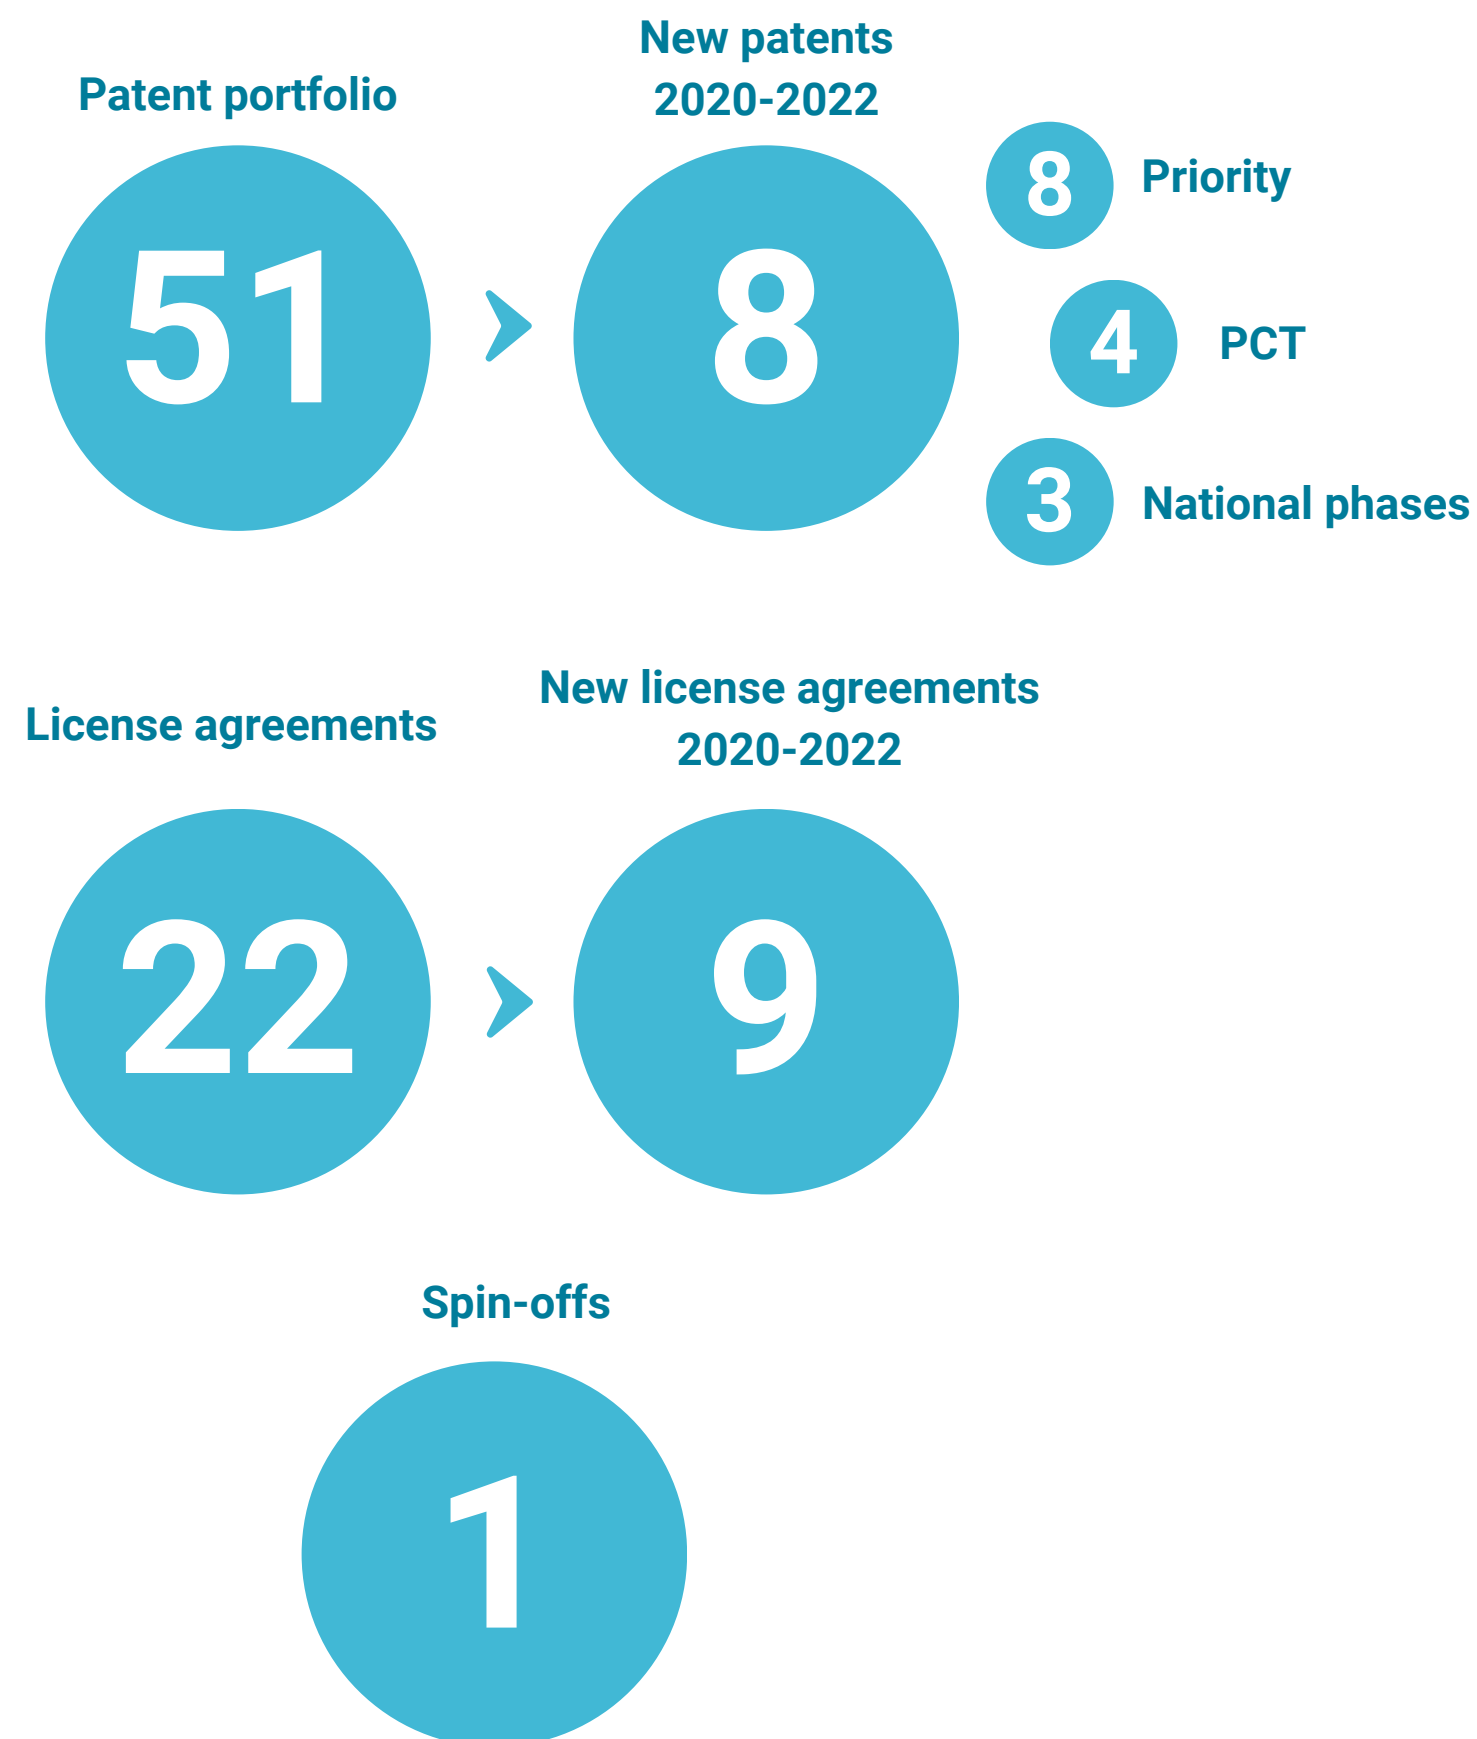 Patent portfolio
51
New patents
2020-2022
8
8 Priority
4 PCT
3 National phases
License agreements
22
New license agreements
2020-2022
9
Spin-offs
1